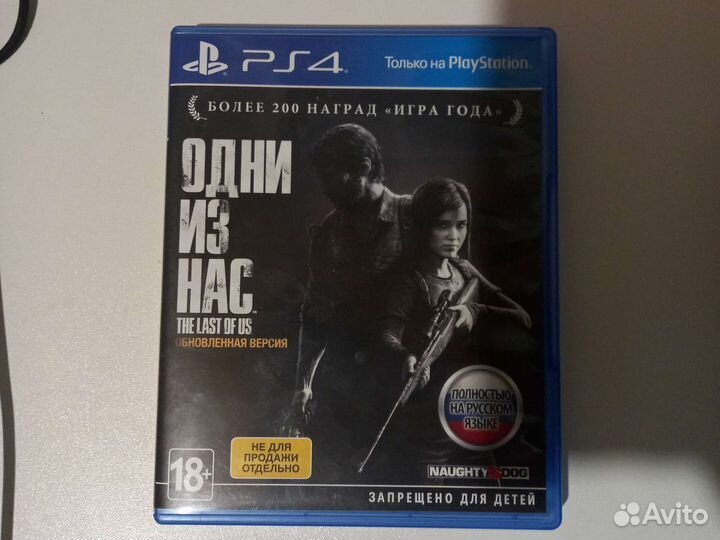 PS4
Только на PlayStation.
БОЛЕЕ 200 НАГРАД «ИГРА ГОДА»
ОДНИ
ИЗ
НАС
THE LAST OF US
ОБНОВЛЕННАЯ ВЕРСИЯ
ПОЛНОСТЬЮ
НА РУССКОМ
ЯЗЫКЕ
НЕ ДЛЯ
ПРОДАЖИ
ОТДЕЛЬНО
18+
NAUGHTY DOG
ЗАПРЕЩЕНО ДЛЯ ДЕТЕЙ
Avito